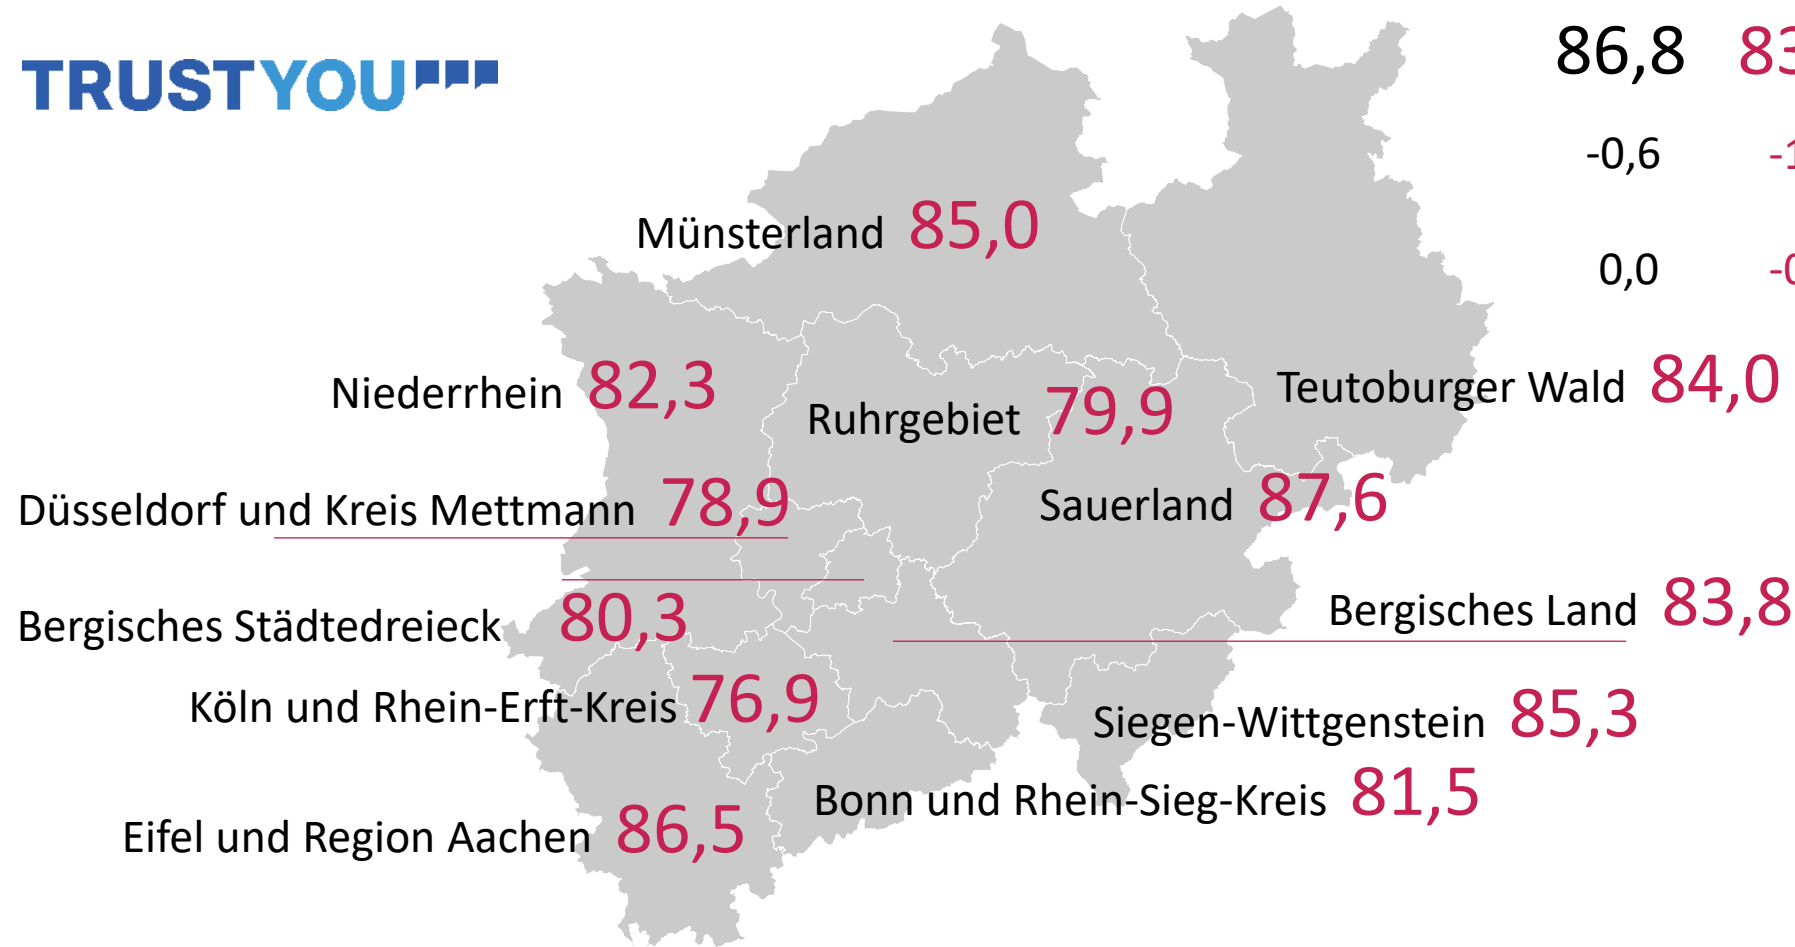 TRUSTYOU
86,8 83
-0,6 -1
0,0 -0
Münsterland 85,0
Niederrhein 82,3
Teutoburger Wald 84,0
Ruhrgebiet 79,9
Düsseldorf und Kreis Mettmann 78,9
Sauerland 87,6
Bergisches Land 83,8
Bergisches Städtedreieck 80,3
Köln und Rhein-Erft-Kreis 76,9
Siegen-Wittgenstein 85,3
Bonn und Rhein-Sieg-Kreis 81,5
Eifel und Region Aachen 86,5